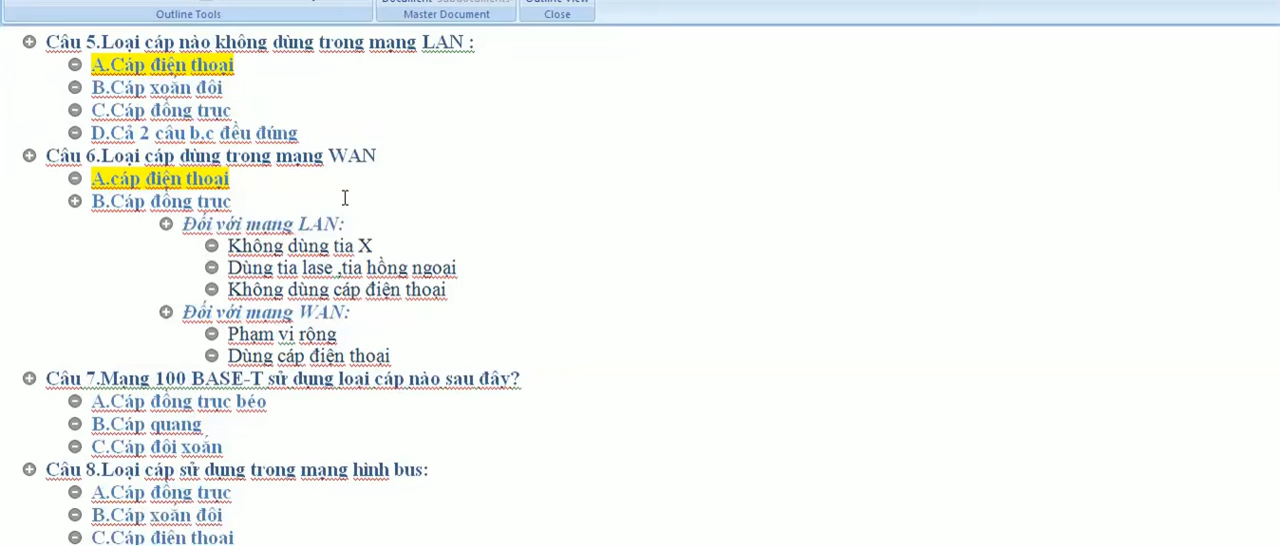 Outline Tools
Master Document
Close
Câu 5.Loại cáp nào không dùng trong mạng LAN :
A.Cáp điện thoại
B.Cáp xoắn đôi
C.Cáp đồng trục
D.Cả 2 câu b,c đều đúng
Câu 6.Loại cáp dùng trong mạng WAN
A.cáp điện thoại
B.Cáp đồng trục
Đối với mạng LAN:
Không dùng tia X
Dùng tia lase ,tia hồng ngoại
Không dùng cáp điện thoại
Đối với mạng WAN:
Phạm vi rộng
Dùng cáp điện thoại
Câu 7.Mạng 100 BASE-T sử dụng loại cáp nào sau đây?
A.Cáp đồng trục béo
B.Cáp quang
C.Cáp đôi xoắn
Câu 8.Loại cáp sử dụng trong mạng hình bus:
A.Cáp đồng trục
B.Cáp xoắn đôi
C.Cáp điện thoại